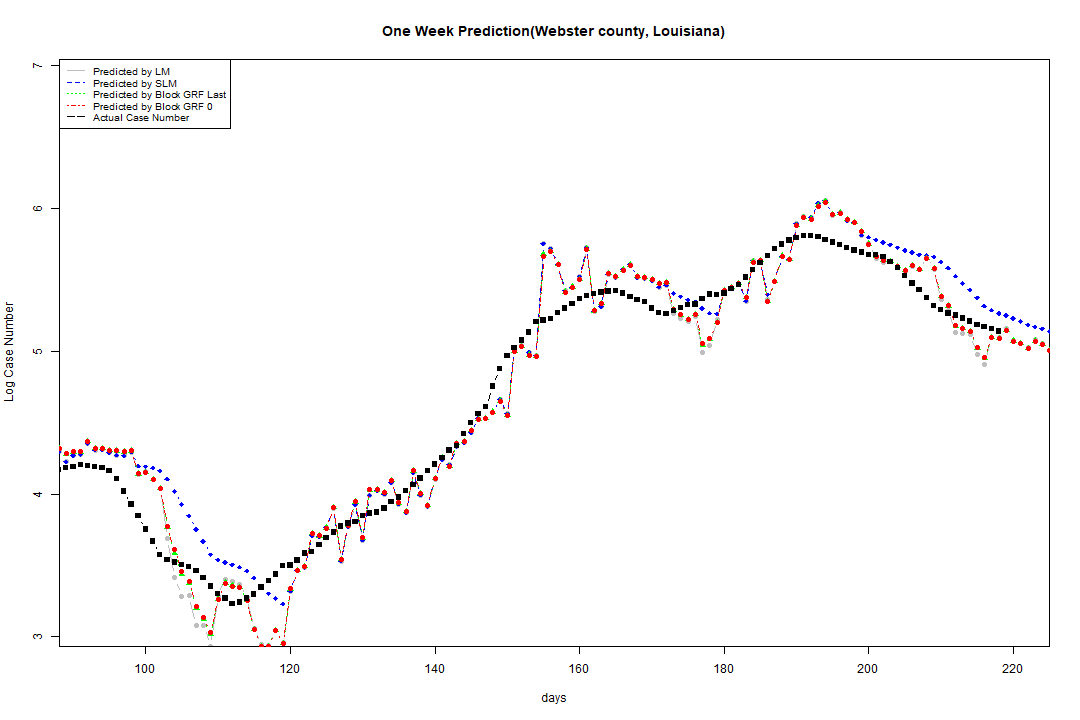 One Week Prediction(Webster county, Louisiana)
Predicted by LM
Predicted by SLM
Predicted by Block GRF Last
Predicted by Block GRF 0
Actual Case Number
7
6
5
4
3
Log Case Number
100 120 140 160 180 200 220
days